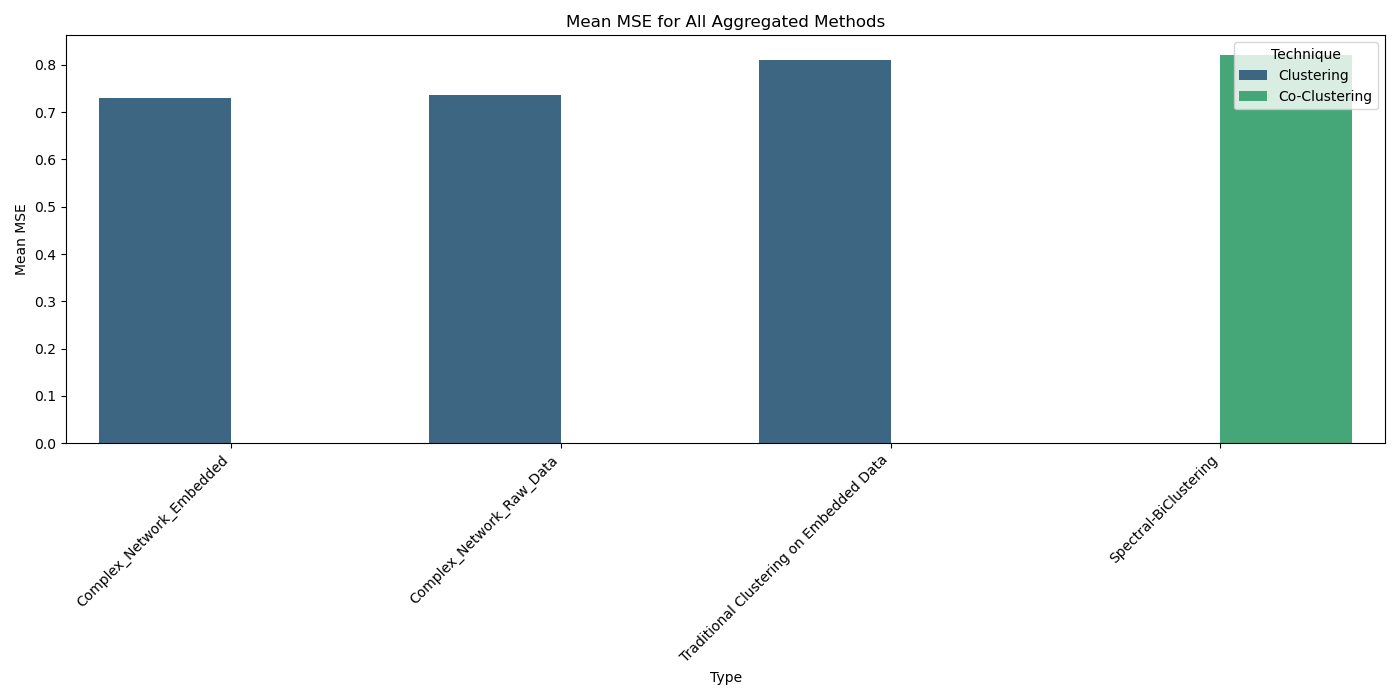 Mean MSE for All Aggregated Methods
Technique
Clustering
Co-Clustering
Mean MSE
0.8
0.7
0.6
0.5
0.4
0.3
0.2
0.1
0.0
Complex_Network_Embedded
Complex_Network_Raw_Data
Traditional Clustering on Embedded Data
Spectral-BiClustering
Type